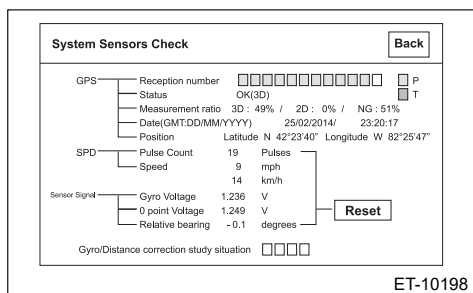 System Sensors Check Back
GPS Reception number P
Status OK(3D) T
Measurement ratio 3D : 49% / 2D : 0% / NG : 51%
Date(GMT:DD/MM/YYYY) 25/02/2014/ 23:20:17
Position Latitude N 42°23'40" Longitude W 82°25'47"
SPD Pulse Count 19 Pulses
Speed 9 mph
14 km/h
Sensor Signal Gyro Voltage 1.236 V
0 point Voltage 1.249 V Reset
Relative bearing - 0.1 degrees
Gyro/Distance correction study situation
ET-10198